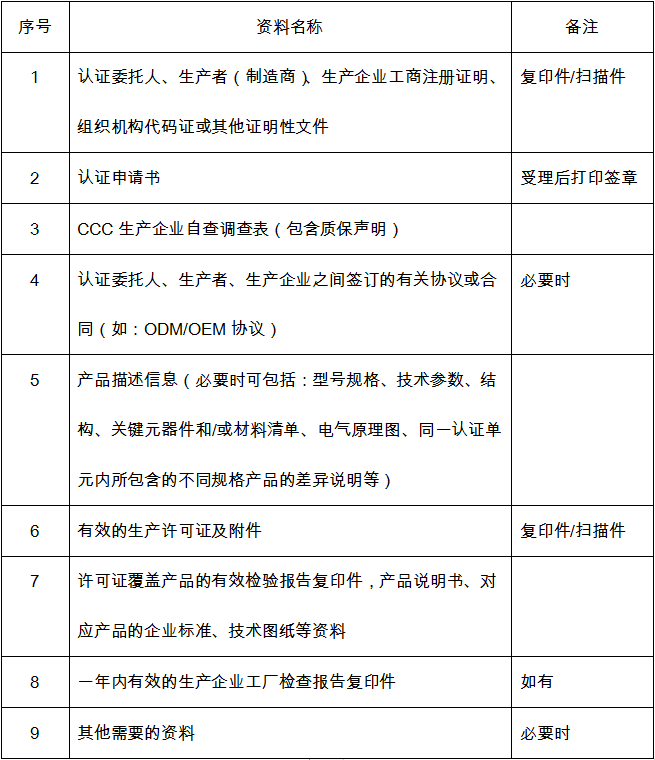 序号 资料名称 备注
1 认证委托人、生产者（制造商）、生产企业工商注册证明、 复印件/扫描件
组织机构代码证或其他证明性文件
2 认证申请书 受理后打印签章
3 CCC 生产企业自查调查表（包含质保声明）
4 认证委托人、生产者、生产企业之间签订的有关协议或合 必要时
同（如：ODM/OEM 协议）
5 产品描述信息（必要时可包括：型号规格、技术参数、结
构、关键元器件和/或材料清单、电气原理图、同一认证单
元内所包含的不同规格产品的差异说明等）
6 有效的生产许可证及附件 复印件/扫描件
7 许可证覆盖产品的有效检验报告复印件，产品说明书、对
应产品的企业标准、技术图纸等资料
8 一年内有效的生产企业工厂检查报告复印件 如有
9 其他需要的资料 必要时